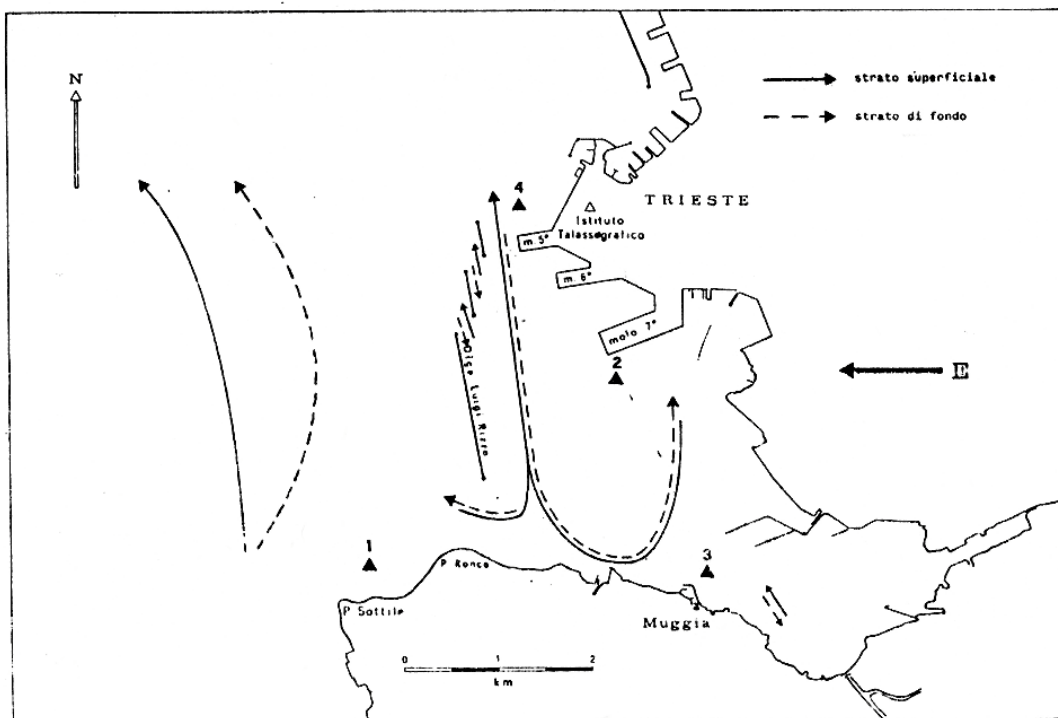 N
strato superficiale
strato di fondo
4
TRIESTE
Istituto
Talassografico
m. 5°
m. 6°
molo 7°
2
E
Diga Luigi Rizzo
1
P. Ronco
3
P. Sottile
Muggia
0 1 2
km